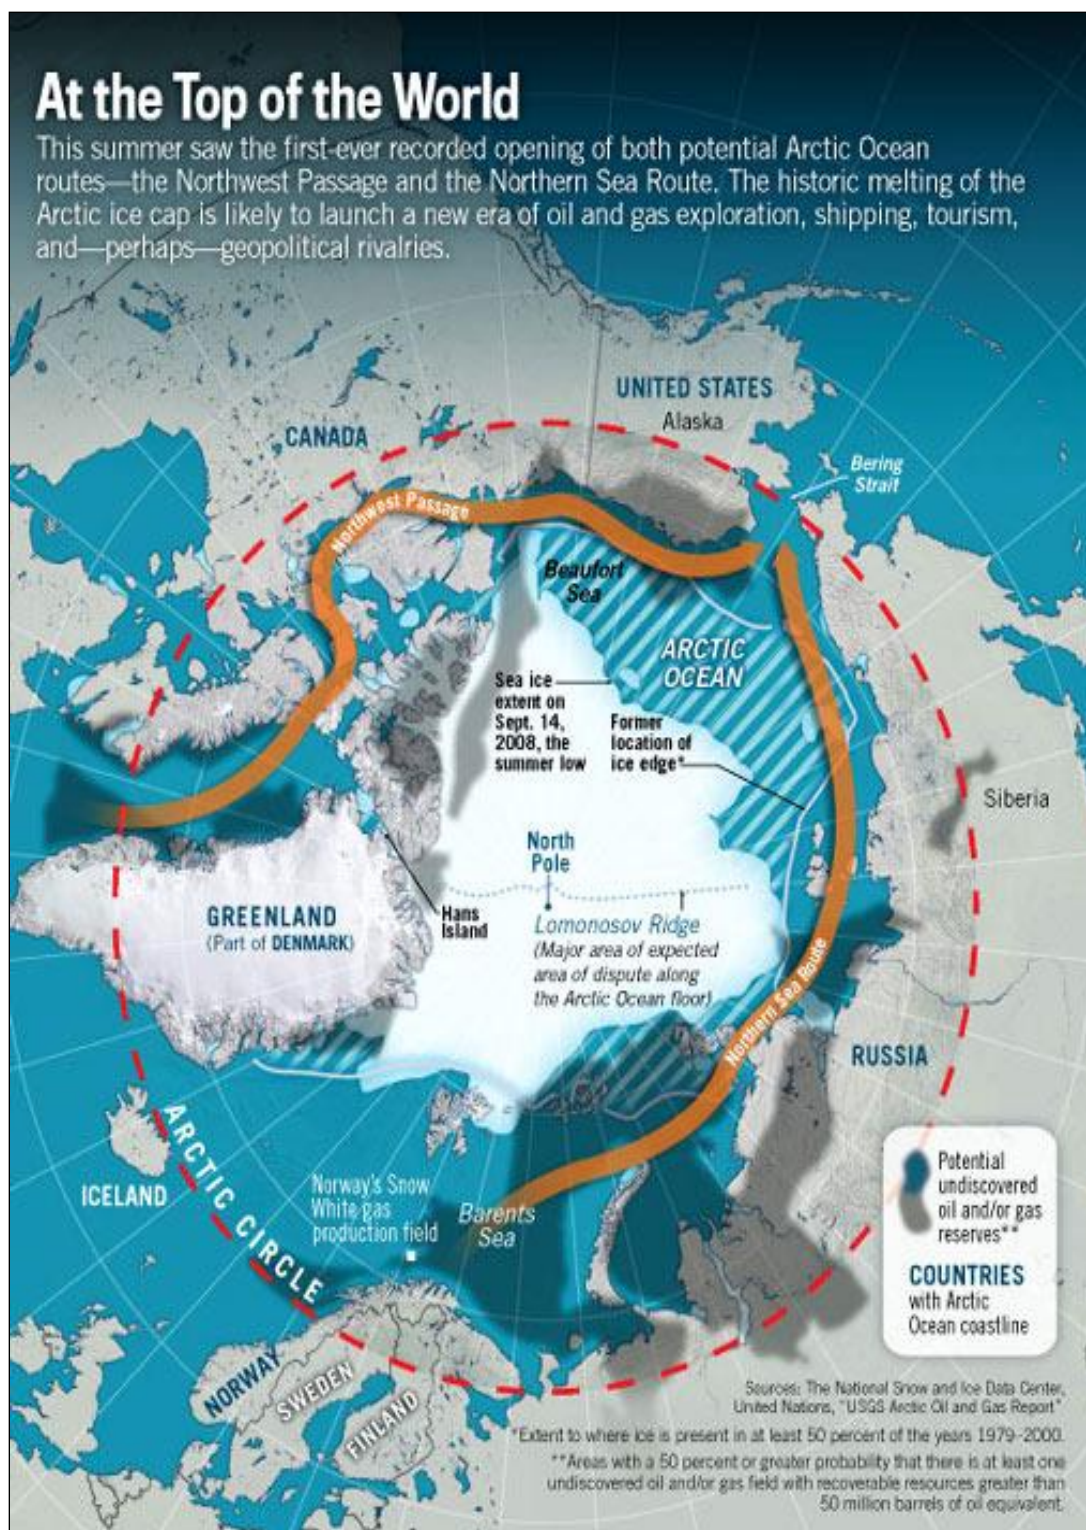 At the Top of the World
This summer saw the first-ever recorded opening of both potential Arctic Ocean
routes—the Northwest Passage and the Northern Sea Route. The historic melting of the
Arctic ice cap is likely to launch a new era of oil and gas exploration, shipping, tourism,
and—perhaps—geopolitical rivalries.
UNITED STATES
Alaska
CANADA
Bering
Strait
Northwest Passage
Beaufort
Sea
ARCTIC
OCEAN
Sea ice
extent on
Sept. 14,
2008, the
summer low
Former
location of
ice edge*
Siberia
North
Pole
Hans
Island
GREENLAND
(Part of DENMARK)
Lomonosov Ridge
(Major area of expected
area of dispute along
the Arctic Ocean floor)
Northern Sea Route
RUSSIA
ARCTIC CIRCLE
ICELAND
Norway's Snow
White gas
production field
Barents
Sea
NORWAY
SWEDEN
FINLAND
Potential
undiscovered
oil and/or gas
reserves**
COUNTRIES
with Arctic
Ocean coastline
Sources: The National Snow and Ice Data Center,
United Nations, "USGS Arctic Oil and Gas Report"
*Extent to where ice is present in at least 50 percent of the years 1979-2000.
**Areas with a 50 percent or greater probability that there is at least one
undiscovered oil and/or gas field with recoverable resources greater than
50 million barrels of oil equivalent.